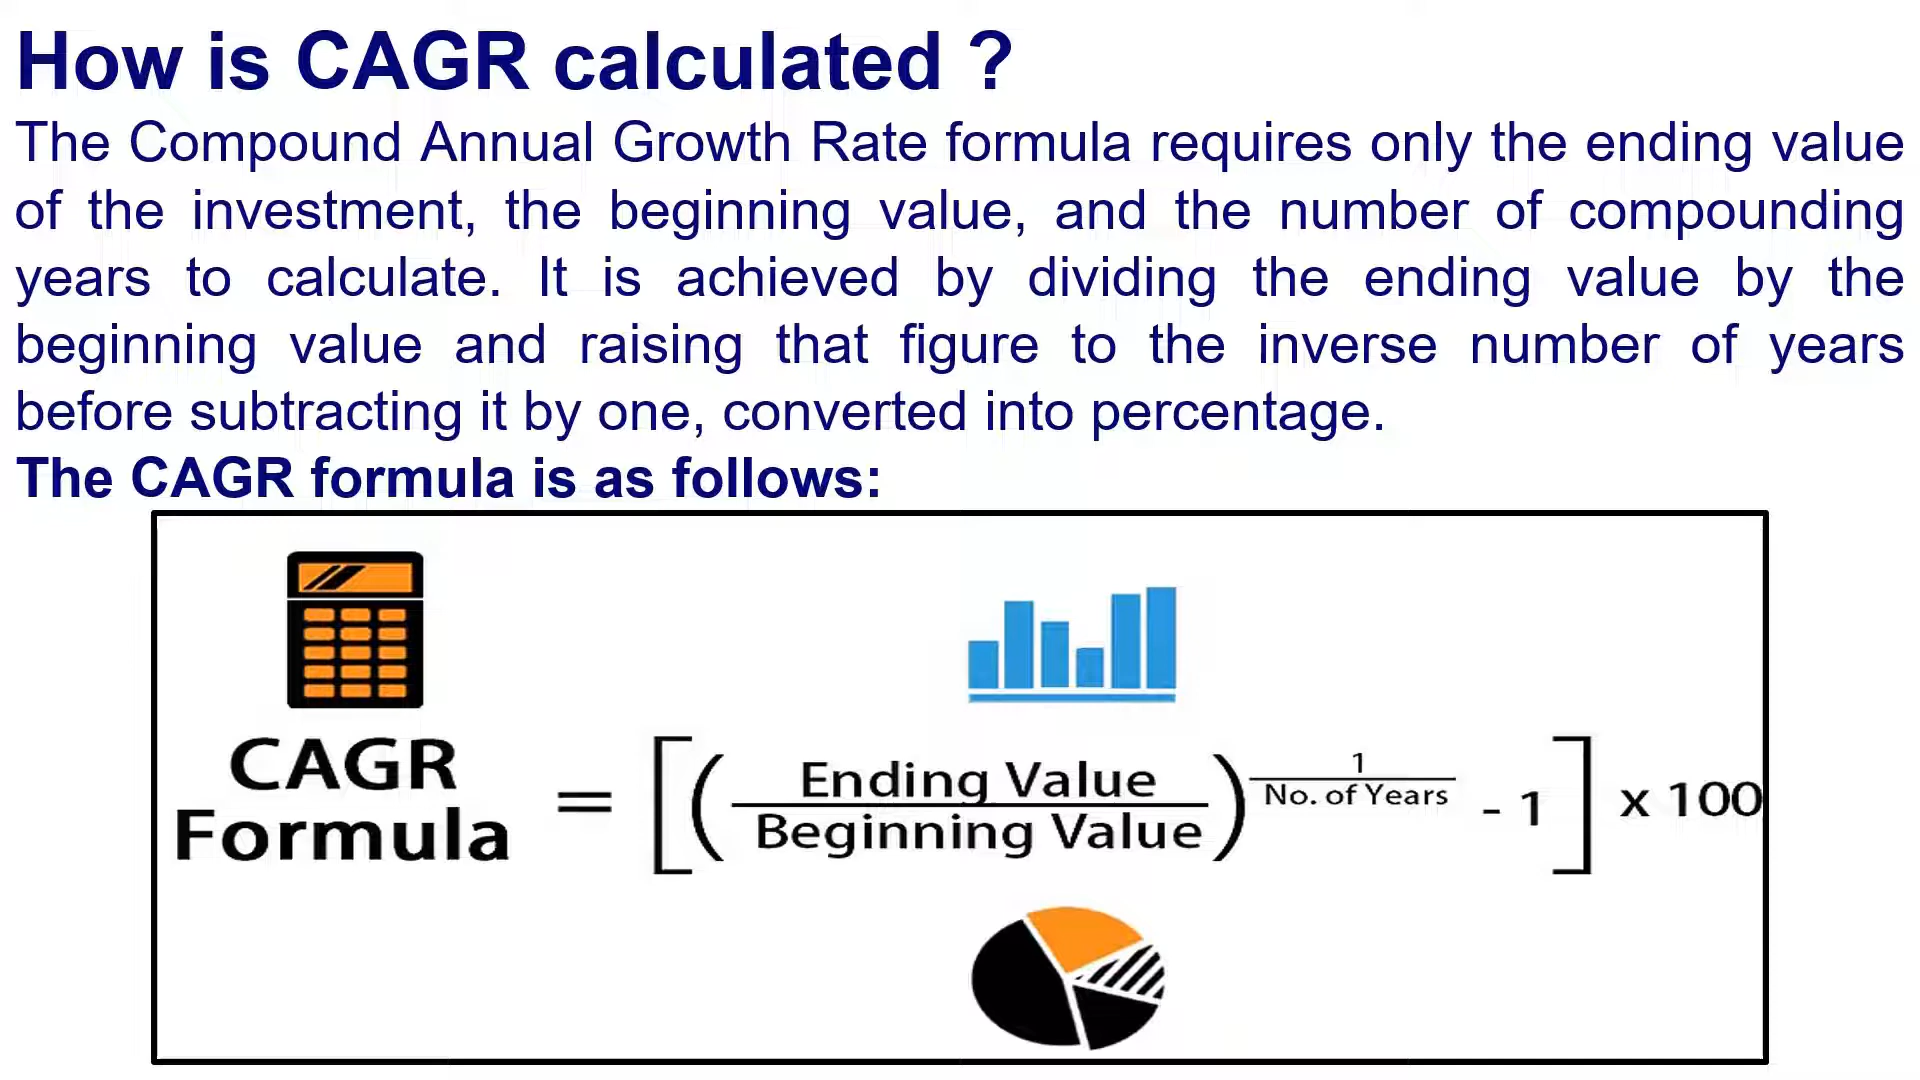 How is CAGR calculated ?
The Compound Annual Growth Rate formula requires only the ending value
of the investment, the beginning value, and the number of compounding
years to calculate. It is achieved by dividing the ending value by the
beginning value and raising that figure to the inverse number of years
before subtracting it by one, converted into percentage.
The CAGR formula is as follows:
CAGR
Formula
=
[(
Ending Value
Beginning Value
)
1
No. of Years
- 1
]
x 100